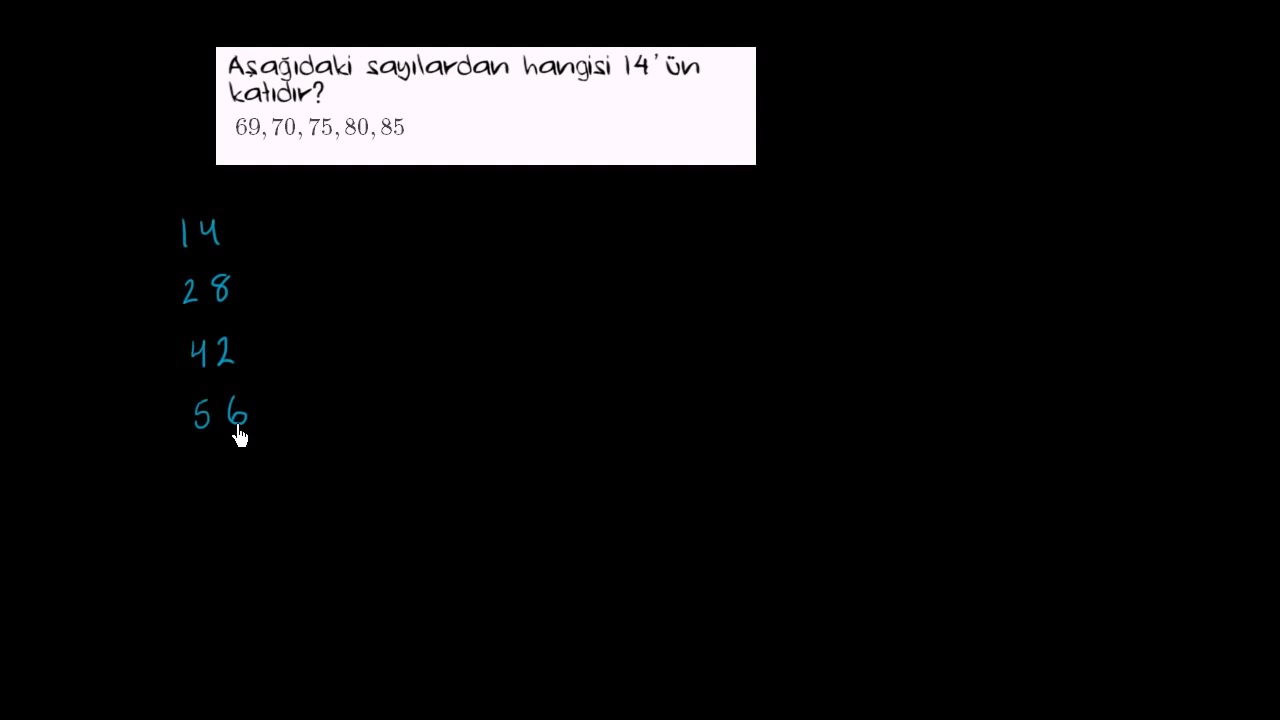 Aşağıdaki sayılardan hangisi 14'ün
katıdır?
69, 70, 75, 80, 85
14
28
42
56